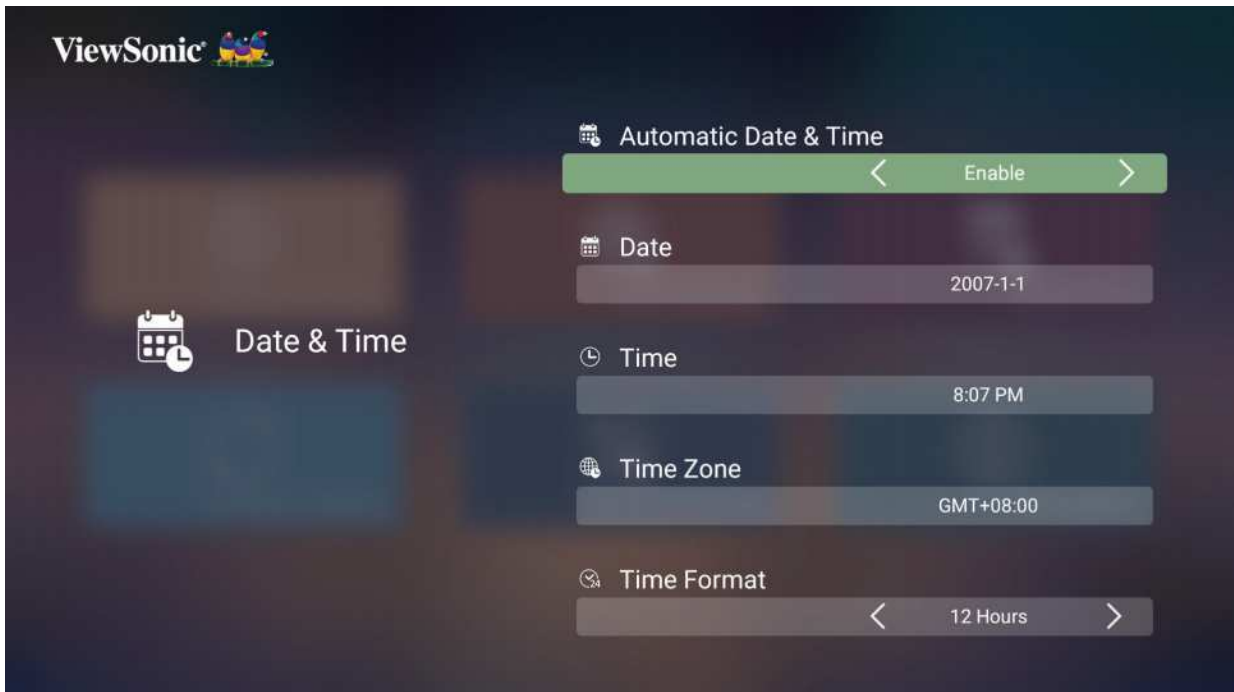 ViewSonic®
Automatic Date & Time
Enable
Date
2007-1-1
Date & Time
Time
8:07 PM
Time Zone
GMT+08:00
Time Format
12 Hours